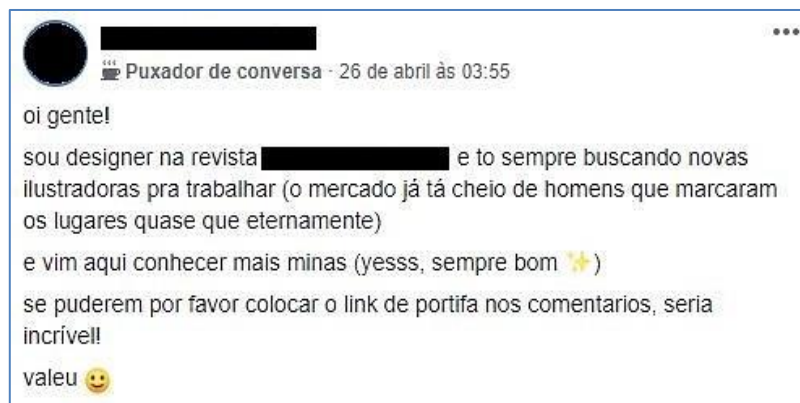 Puxador de conversa · 26 de abril às 03:55
oi gente!
sou designer na revista e to sempre buscando novas
ilustradoras pra trabalhar (o mercado já tá cheio de homens que marcaram
os lugares quase que eternamente)
e vim aqui conhecer mais minas (yesss, sempre bom ✨)
se puderem por favor colocar o link de portifa nos comentarios, seria
incrível!
valeu 🙂